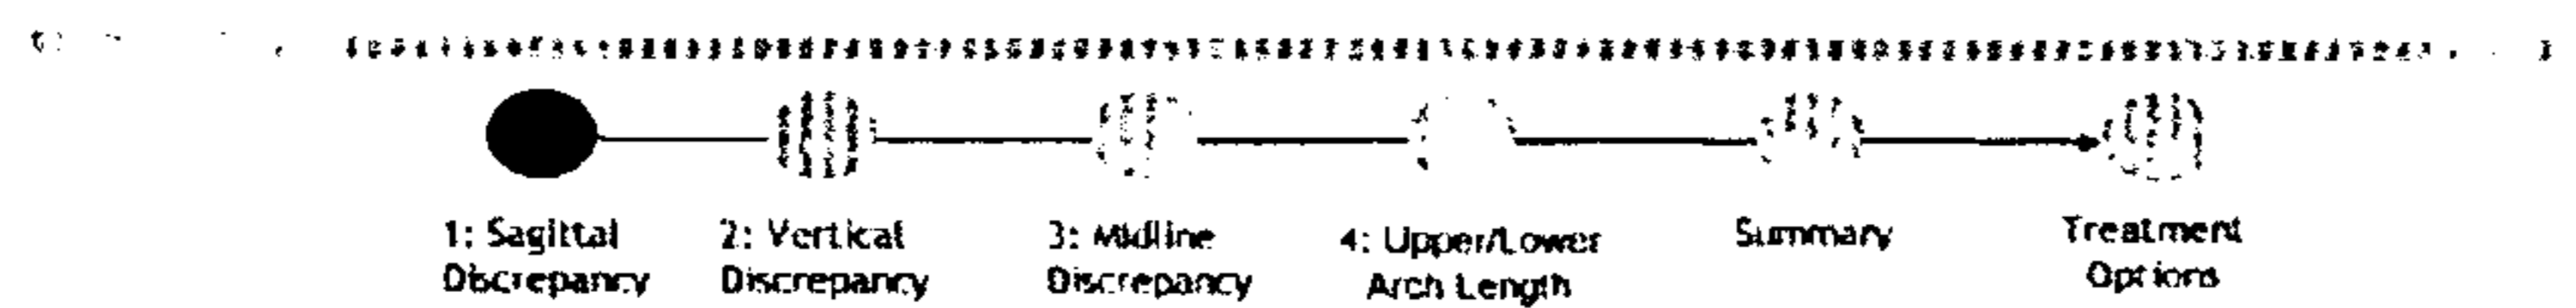 1: Sagittal
Discrepancy
2: Vertical
Discrepancy
3: Midline
Discrepancy
4: Upper/Lower
Arch Length
Summary
Treatment
Options